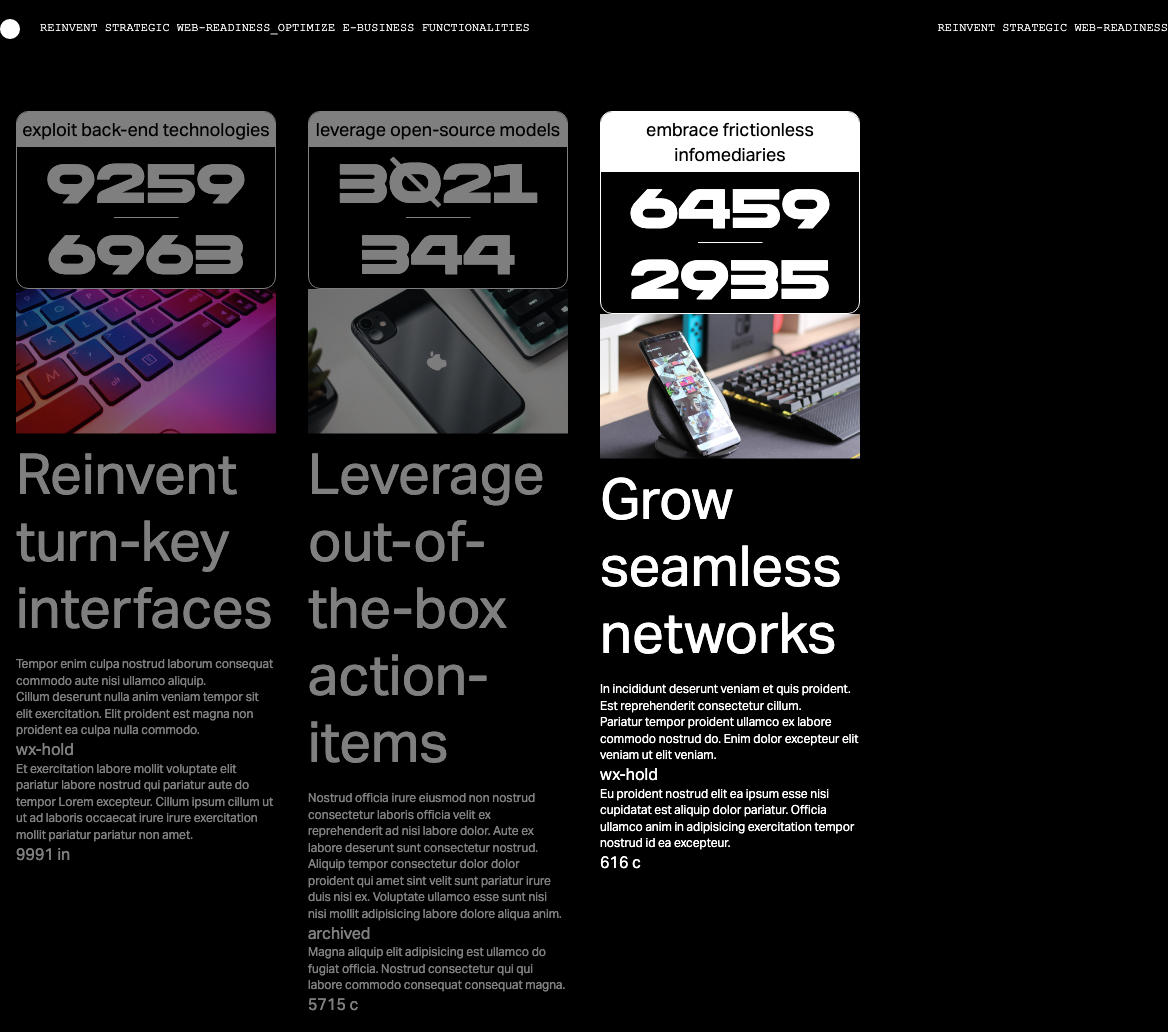 REINVENT STRATEGIC WEB-READINESS_OPTIMIZE E-BUSINESS FUNCTIONALITIES
REINVENT STRATEGIC WEB-READINESS
exploit back-end technologies
9259
6963
Reinvent
turn-key
interfaces
Tempor enim culpa nostrud laborum consequat
commodo aute nisi ullamco aliquip.
Cillum deserunt nulla anim veniam tempor sit
elit exercitation. Elit proident est magna non
proident ea culpa nulla commodo.
wx-hold
Et exercitation labore mollit voluptate elit
pariatur labore nostrud qui pariatur aute do
tempor Lorem excepteur. Cillum ipsum cillum ut
ut ad laboris occaecat irure irure exercitation
mollit pariatur pariatur non amet.
9991 in
leverage open-source models
3021
344
Leverage
out-of-
the-box
action-
items
Nostrud officia irure eiusmod non nostrud
consectetur laboris officia velit ex
reprehenderit ad nisi labore dolor. Aute ex
labore deserunt sunt consectetur nostrud.
Aliquip tempor consectetur dolor dolor
proident qui amet sint velit sunt pariatur irure
duis nisi ex. Voluptate ullamco esse sunt nisi
nisi mollit adipisicing labore dolore aliqua anim.
archived
Magna aliquip elit adipisicing est ullamco do
fugiat officia. Nostrud consectetur qui qui
labore commodo consequat consequat magna.
5715 c
embrace frictionless
infomediaries
6459
2935
Grow
seamless
networks
In incididunt deserunt veniam et quis proident.
Est reprehenderit consectetur cillum.
Pariatur tempor proident ullamco ex labore
commodo nostrud do. Enim dolor excepteur elit
veniam ut elit veniam.
wx-hold
Eu proident nostrud elit ea ipsum esse nisi
cupidatat est aliquip dolor pariatur. Officia
ullamco anim in adipisicing exercitation tempor
nostrud id ea excepteur.
616 c